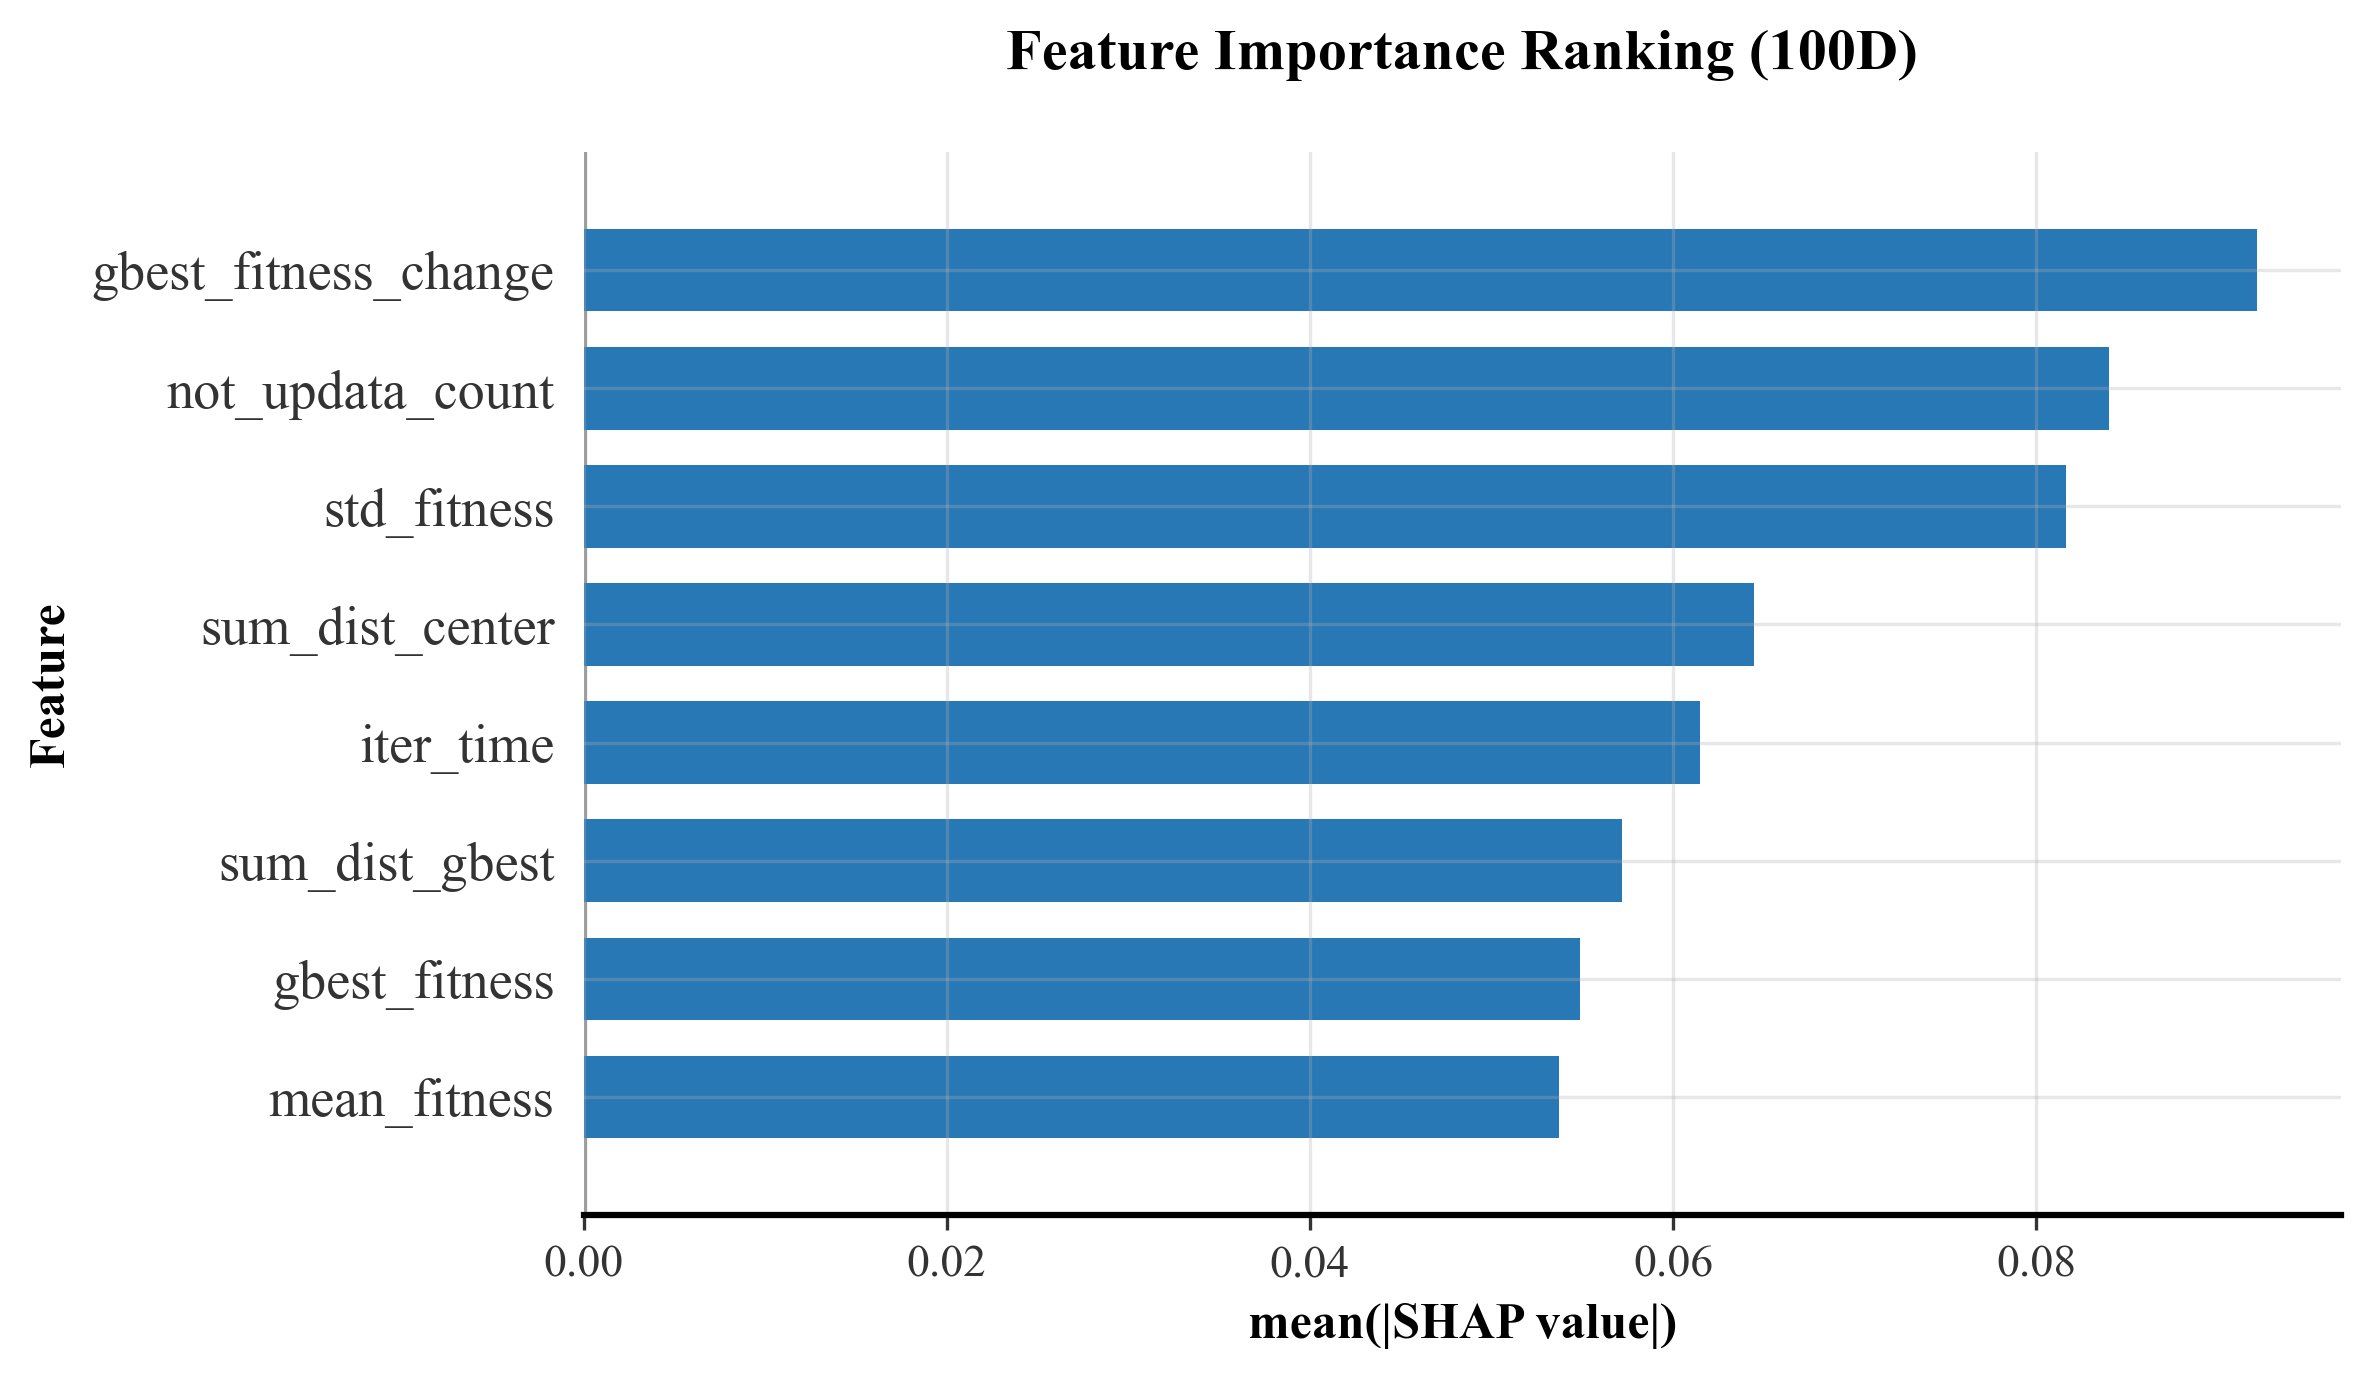 Feature Importance Ranking (100D)
Feature
gbest_fitness_change
not_updata_count
std_fitness
sum_dist_center
iter_time
sum_dist_gbest
gbest_fitness
mean_fitness
0.00 0.02 0.04 0.06 0.08
mean(|SHAP value|)